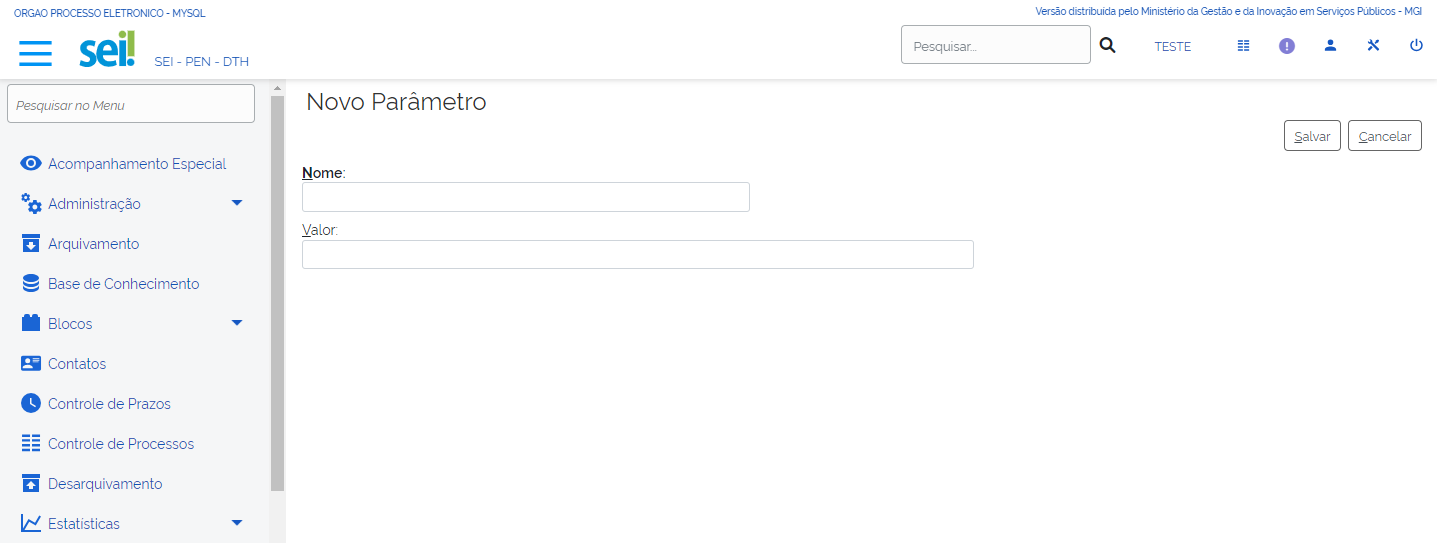 ORGAO PROCESSO ELETRONICO - MYSQL
Versão distribuída pelo Ministério da Gestão e da Inovação em Serviços Públicos - MGI
sei!
SEI - PEN - DTH
Pesquisar...
TESTE
Pesquisar no Menu
Novo Parâmetro
Salvar
Cancelar
Acompanhamento Especial
Nome:
Administração
Valor:
Arquivamento
Base de Conhecimento
Blocos
Contatos
Controle de Prazos
Controle de Processos
Desarquivamento
Estatísticas